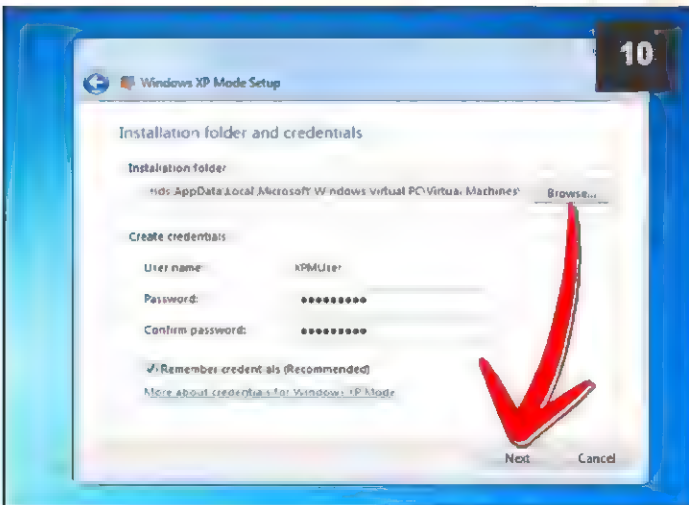 10
Windows XP Mode Setup
Installation folder and credentials
Installation folder
AppData\Local\Microsoft\Windows Virtual PC\Virtual Machines\
Browse...
Create credentials
User name:
XPMUser
Password:
●●●●●●●●●
Confirm password:
●●●●●●●●●
Remember credentials (Recommended)
More about credentials for Windows XP Mode
Next
Cancel